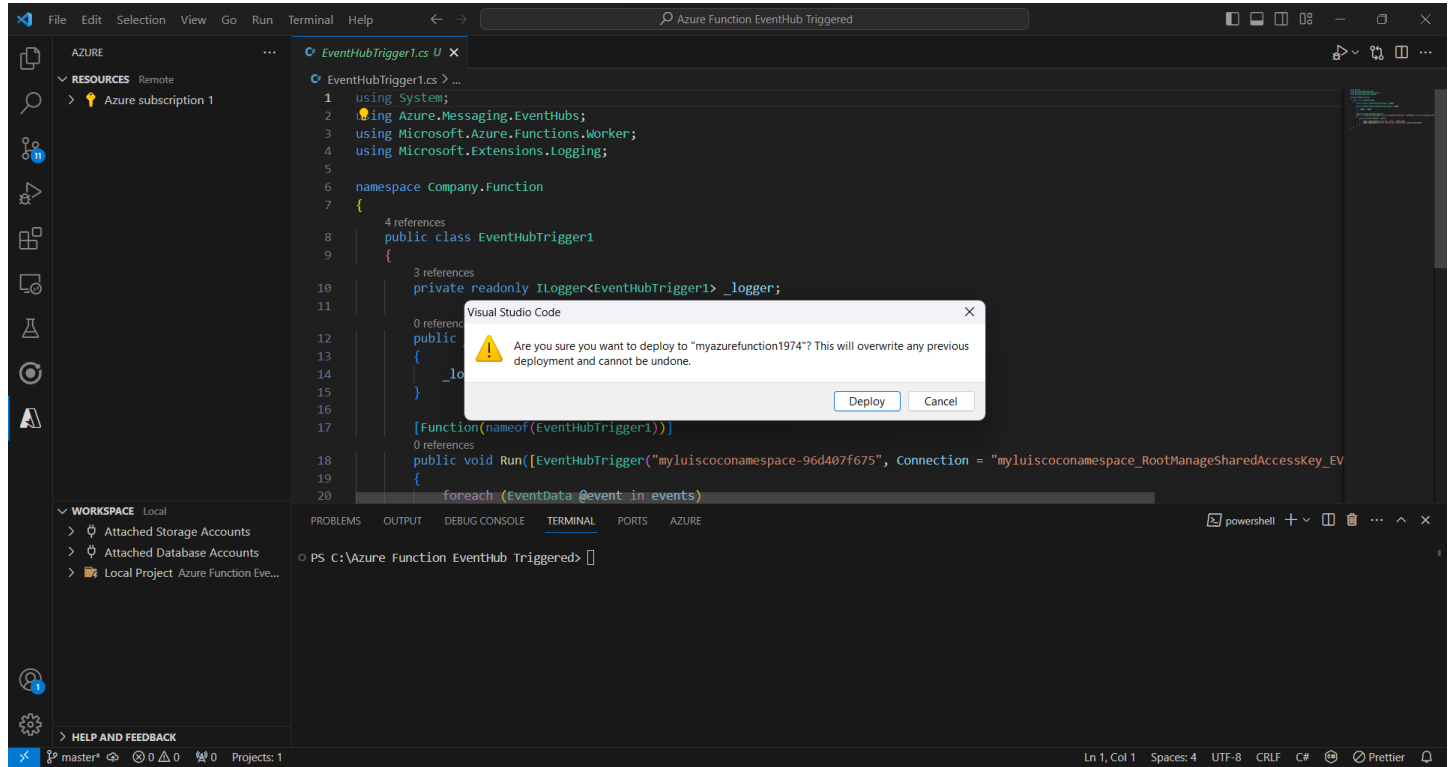 File Edit Selection View Go Run Terminal Help
Azure Function EventHub Triggered
AZURE
RESOURCES Remote
Azure subscription 1
11
EventHubTrigger1.cs U
EventHubTrigger1.cs > ...
1 using System;
2 using Azure.Messaging.EventHubs;
3 using Microsoft.Azure.Functions.Worker;
4 using Microsoft.Extensions.Logging;
5
6 namespace Company.Function
7 {
4 references
8 public class EventHubTrigger1
9 {
3 references
10 private readonly ILogger<EventHubTrigger1> _logger;
11
0 referenc
12 public
13 {
14 _lo
15 }
16
17 [Function(nameof(EventHubTrigger1))]
0 references
18 public void Run([EventHubTrigger("myluiscoconamespace-96d407f675", Connection = "myluiscoconamespace_RootManageSharedAccessKey_EV
19 {
20 foreach (EventData @event in events)
Visual Studio Code
Are you sure you want to deploy to "myazurefunction1974"? This will overwrite any previous
deployment and cannot be undone.
Deploy Cancel
WORKSPACE Local
Attached Storage Accounts
Attached Database Accounts
Local Project Azure Function Eve...
HELP AND FEEDBACK
PROBLEMS OUTPUT DEBUG CONSOLE TERMINAL PORTS AZURE
powershell
PS C:\Azure Function EventHub Triggered>
1
master* 0 0 0 Projects: 1
Ln 1, Col 1 Spaces: 4 UTF-8 CRLF C# Prettier